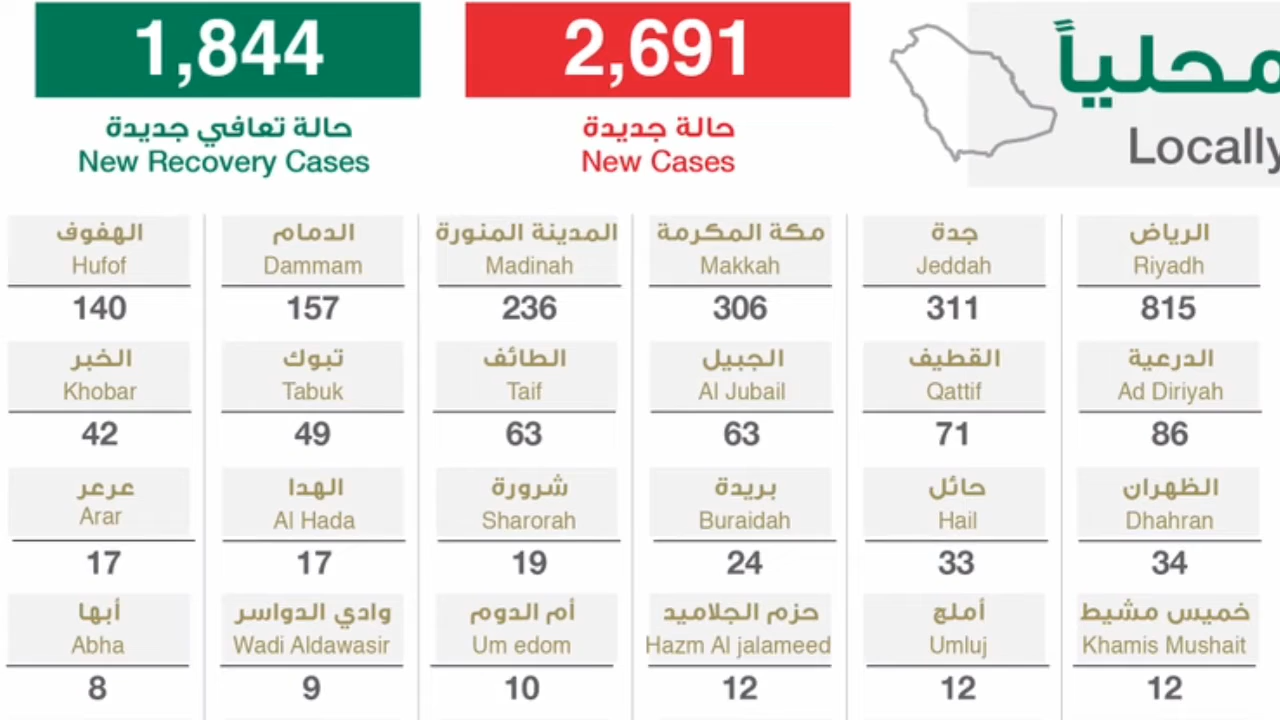 محلياً
Locally
2,691
حالة جديدة
New Cases
1,844
حالة تعافي جديدة
New Recovery Cases
الرياض
Riyadh
815
جدة
Jeddah
311
مكة المكرمة
Makkah
306
المدينة المنورة
Madinah
236
الدمام
Dammam
157
الهفوف
Hufof
140
الدرعية
Ad Diriyah
86
القطيف
Qattif
71
الجبيل
Al Jubail
63
الطائف
Taif
63
تبوك
Tabuk
49
الخبر
Khobar
42
الظهران
Dhahran
34
حائل
Hail
33
بريدة
Buraidah
24
شرورة
Sharorah
19
الهدا
Al Hada
17
عرعر
Arar
17
خميس مشيط
Khamis Mushait
12
أملج
Umluj
12
حزم الجلاميد
Hazm Al jalameed
12
أم الدوم
Um edom
10
وادي الدواسر
Wadi Aldawasir
9
أبها
Abha
8